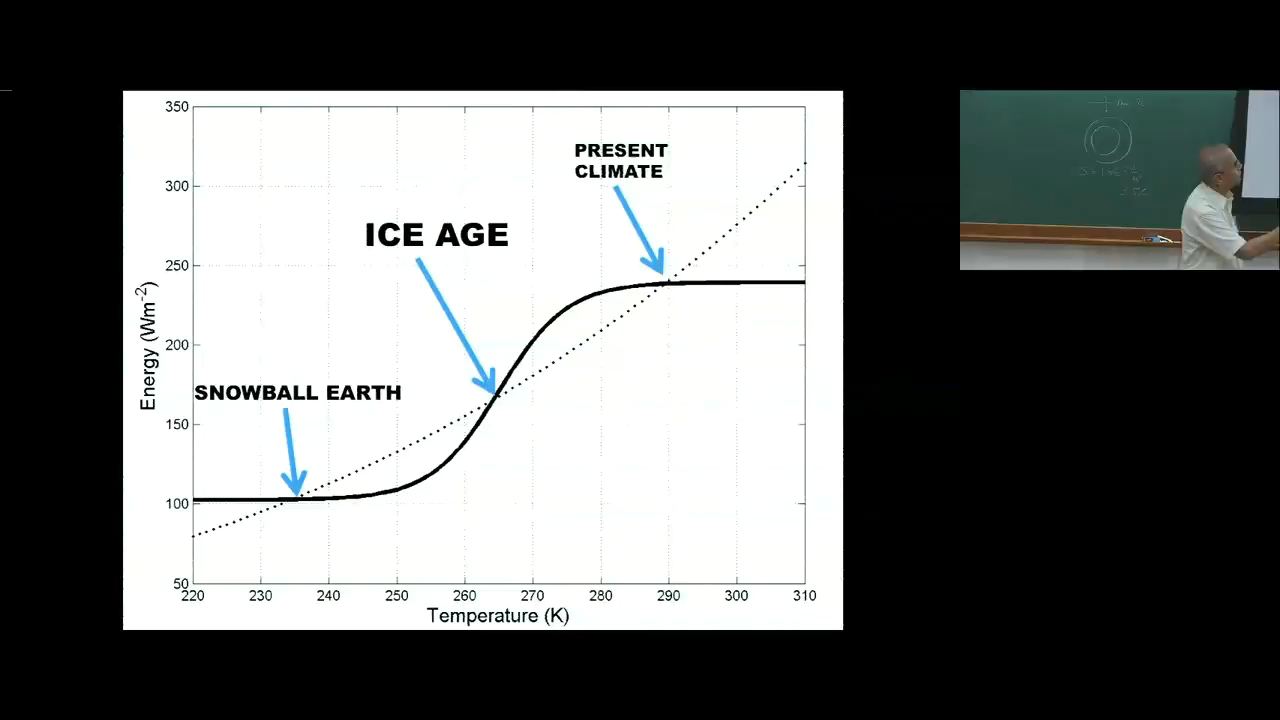 350
300
250
200
150
100
50
Energy (Wm-2)
PRESENT
CLIMATE
ICE AGE
SNOWBALL EARTH
220 230 240 250 260 270 280 290 300 310
Temperature (K)